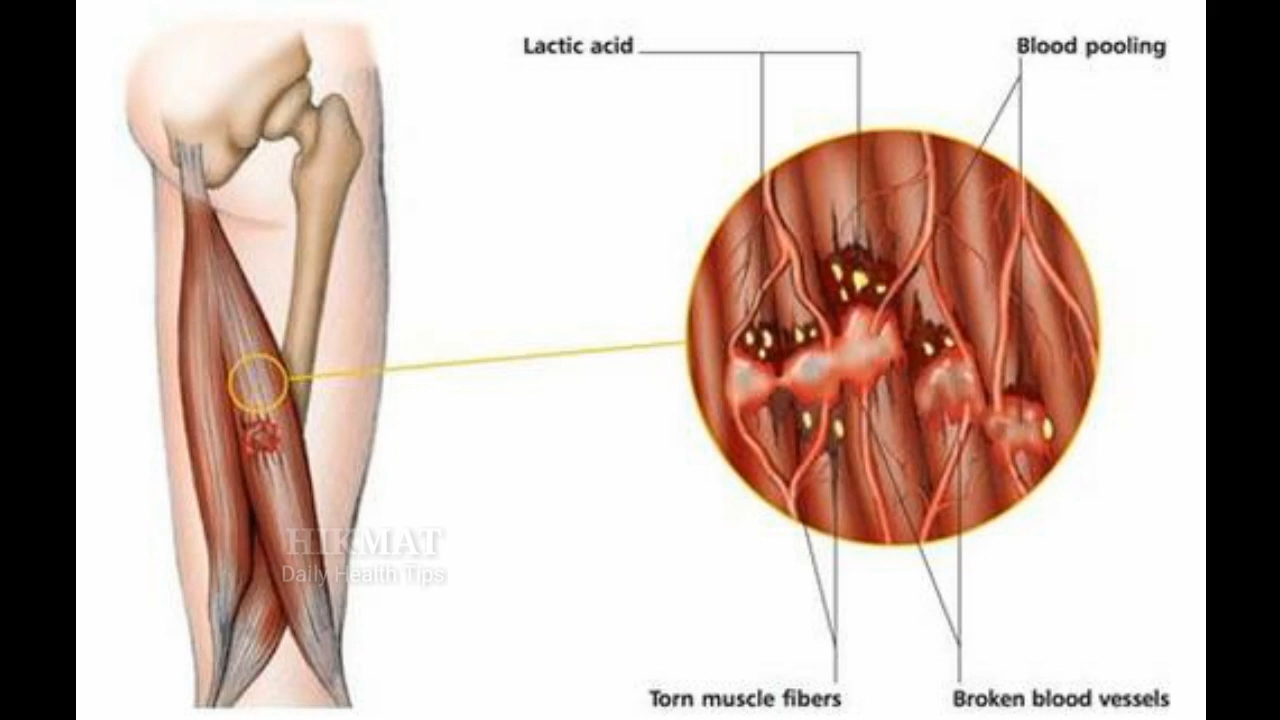 Lactic acid
Blood pooling
HIKMAT
Daily Health Tips
Torn muscle fibers
Broken blood vessels